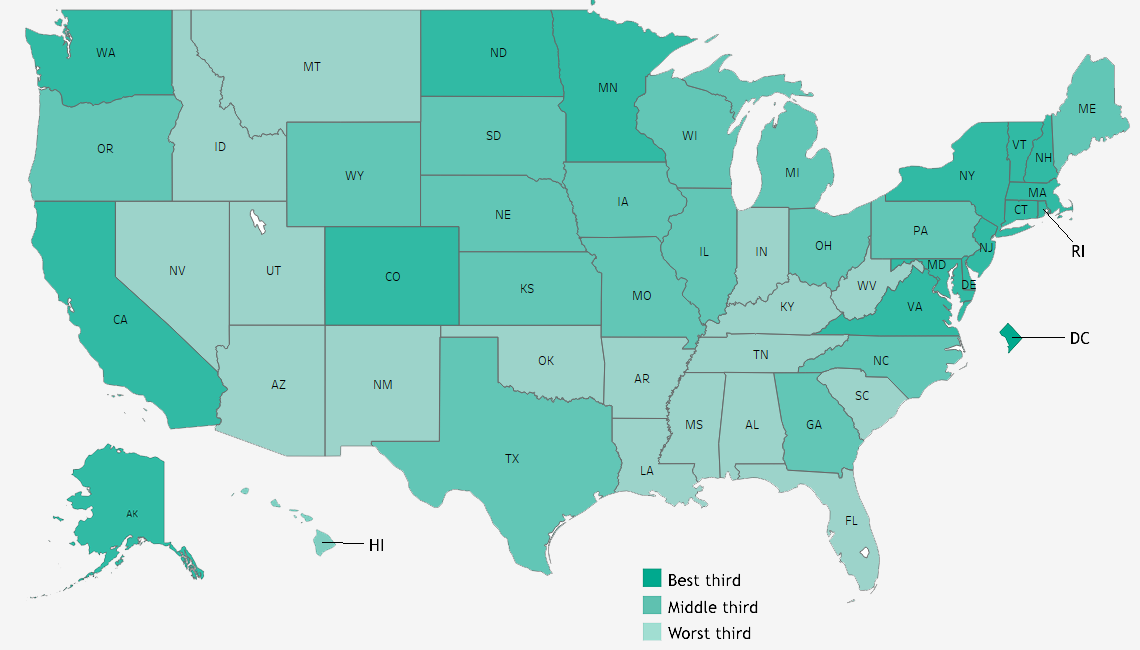 WA
MT
ND
MN
ME
OR
ID
SD
WI
VT
NH
WY
MI
NY
MA
NE
IA
CT
RI
NV
UT
CO
IL
IN
OH
PA
NJ
MD
DE
CA
KS
MO
WV
KY
VA
DC
AZ
NM
OK
AR
TN
NC
SC
MS
AL
GA
TX
LA
FL
AK
HI
Best third
Middle third
Worst third